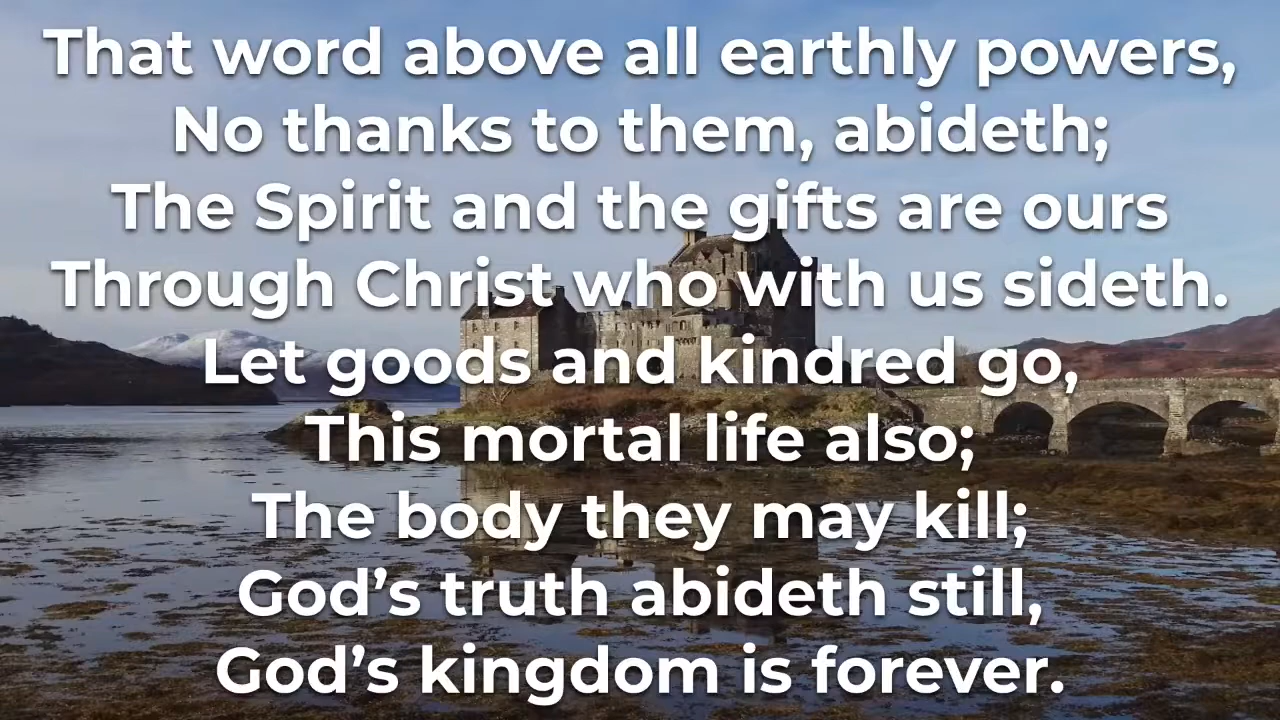 That word above all earthly powers,
No thanks to them, abideth;
The Spirit and the gifts are ours
Through Christ who with us sideth.
Let goods and kindred go,
This mortal life also;
The body they may kill;
God’s truth abideth still,
God’s kingdom is forever.